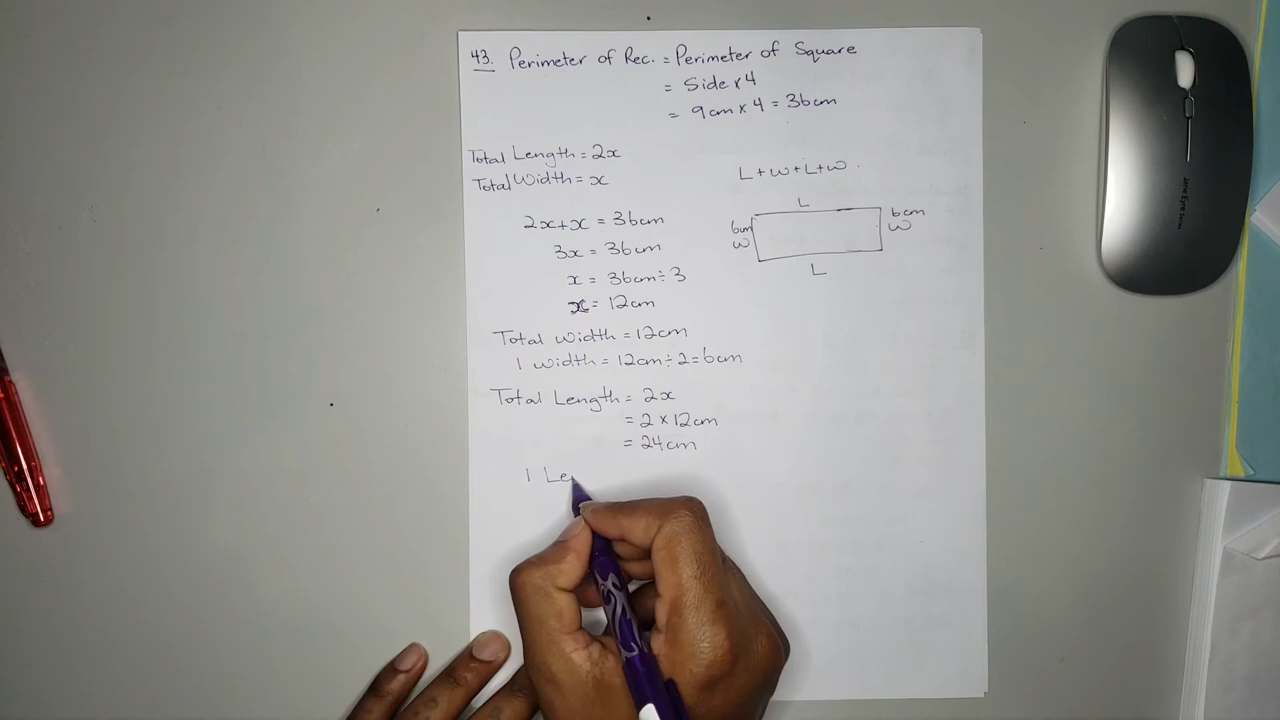 43. Perimeter of Rec. = Perimeter of Square
= Side x 4
= 9cm x 4 = 36cm
Total Length = 2x
Total Width = x
2x+x = 36cm
3x = 36cm
x = 36cm ÷ 3
x = 12cm
Total width = 12cm
1 width = 12cm ÷ 2 = 6cm
Total Length = 2x
= 2 x 12cm
= 24cm
1 Le
L + w + L + w
L
6cm
W
6cm
W
L